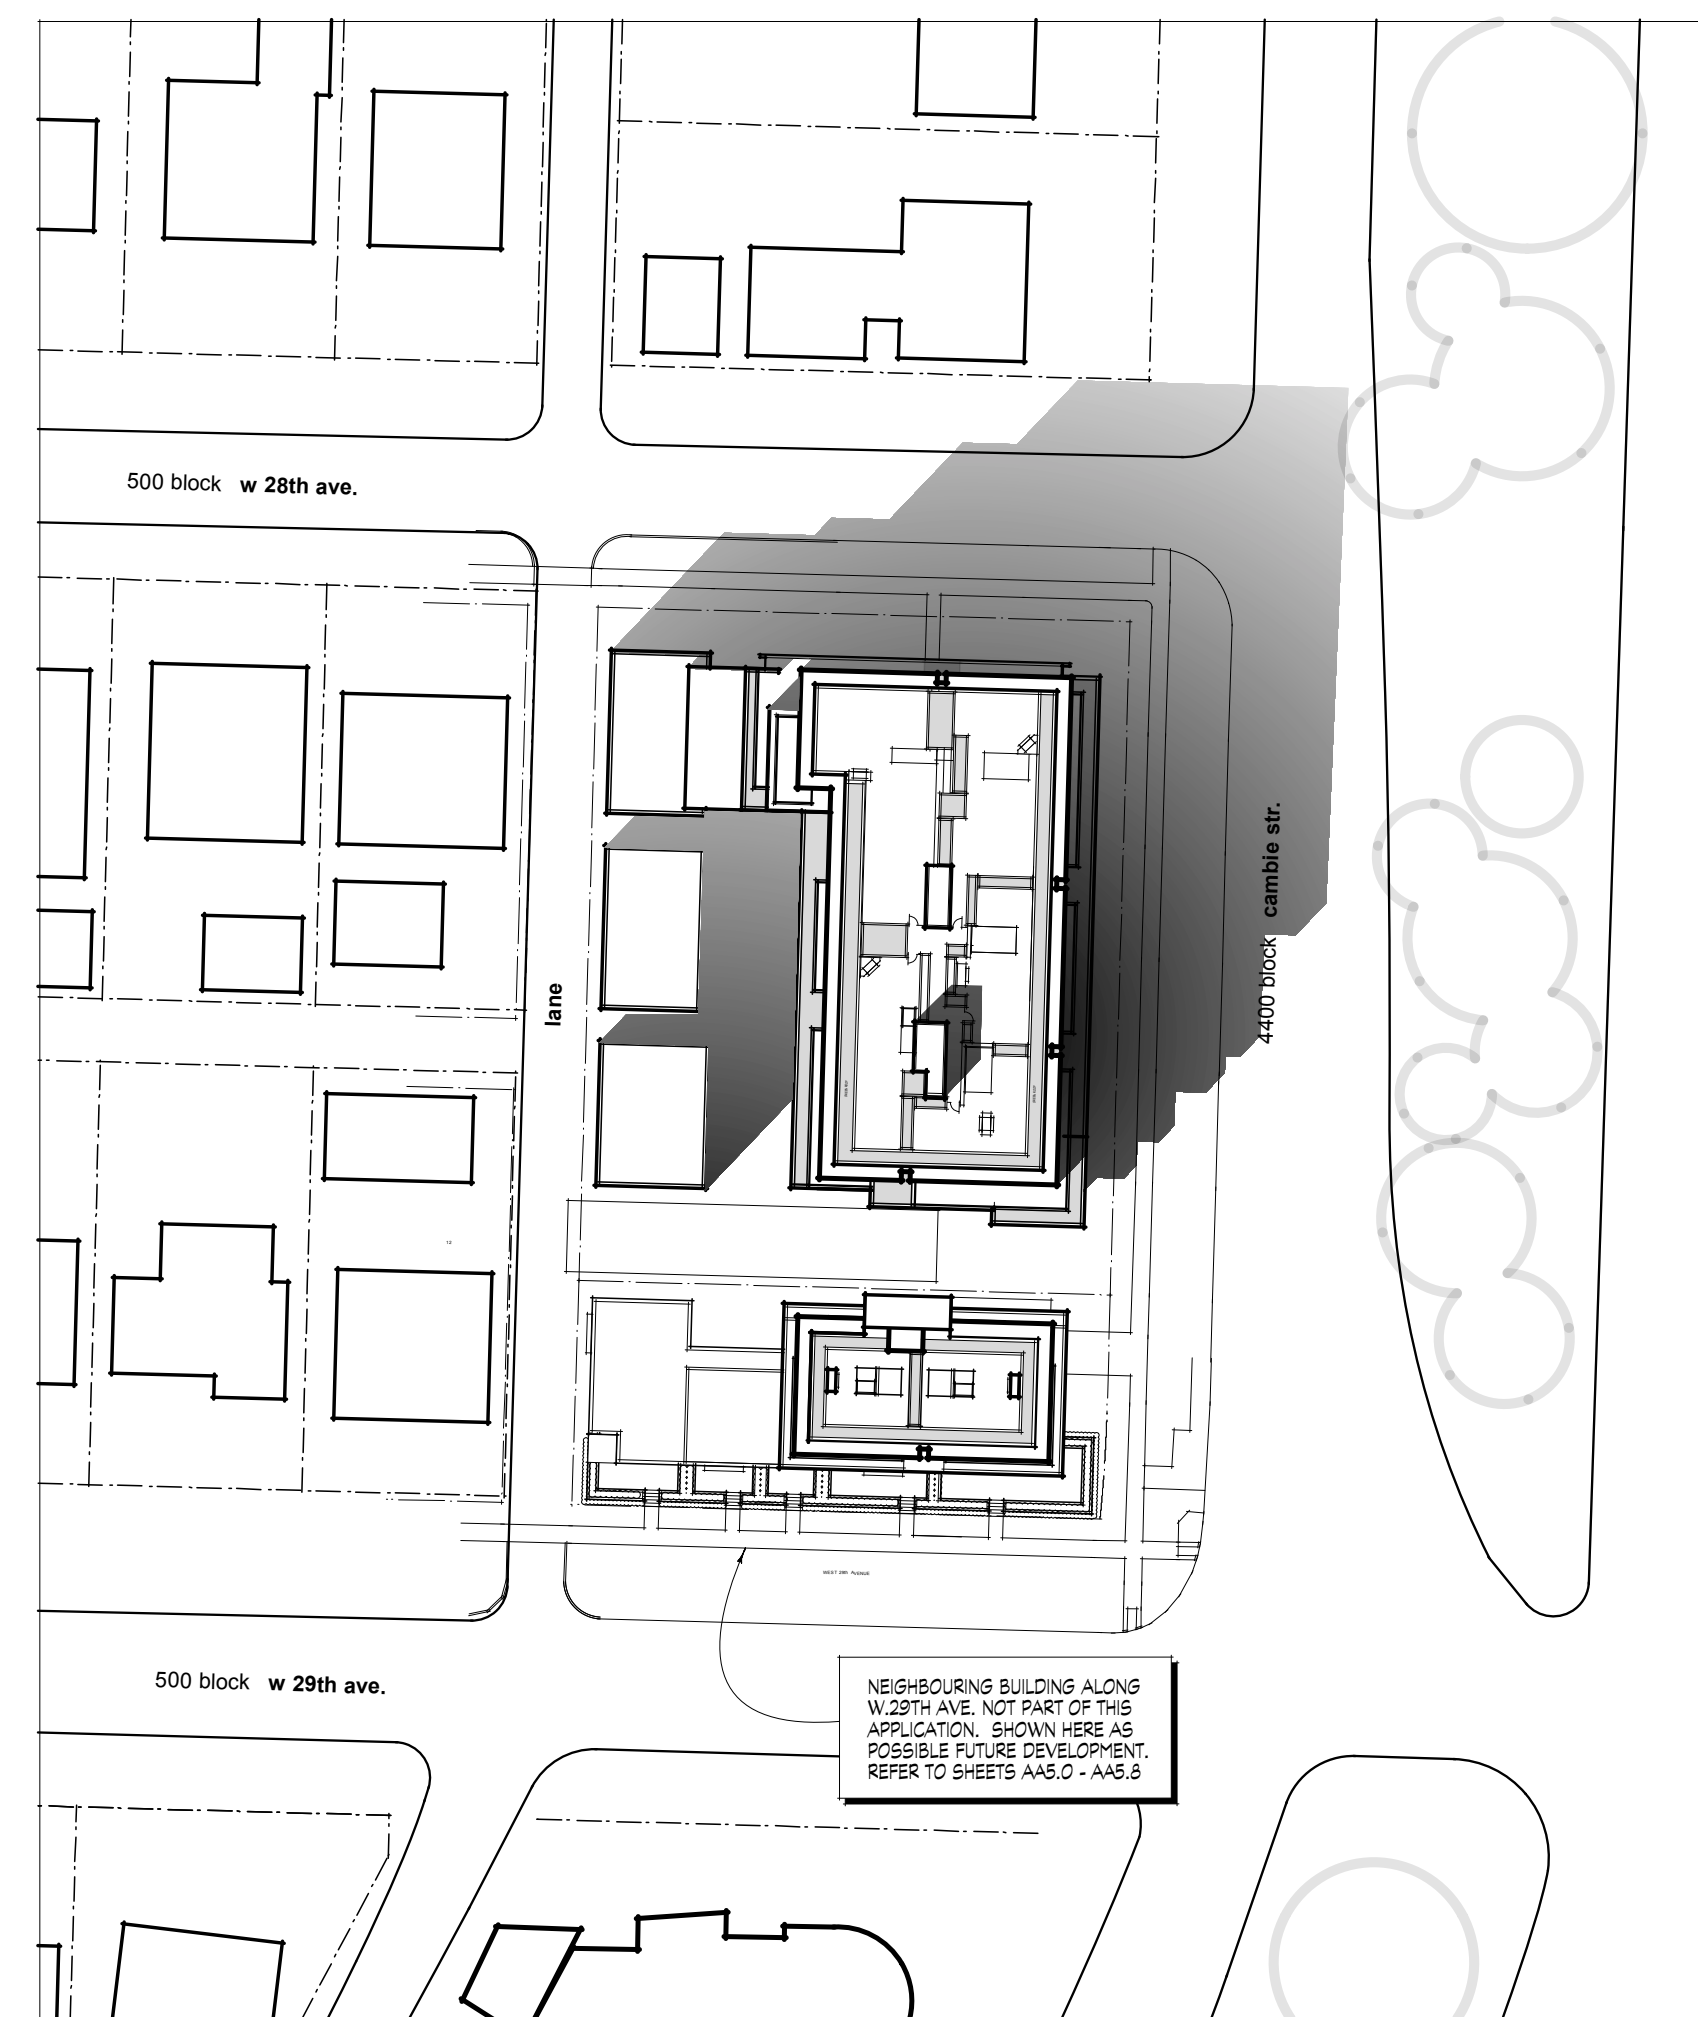 500 block w 28th ave.
lane
4400 block cambie str.
12
WEST 29th AVENUE
500 block w 29th ave.
NEIGHBOURING BUILDING ALONG
W.29TH AVE. NOT PART OF THIS
APPLICATION. SHOWN HERE AS
POSSIBLE FUTURE DEVELOPMENT.
REFER TO SHEETS AA5.0 - AA5.8